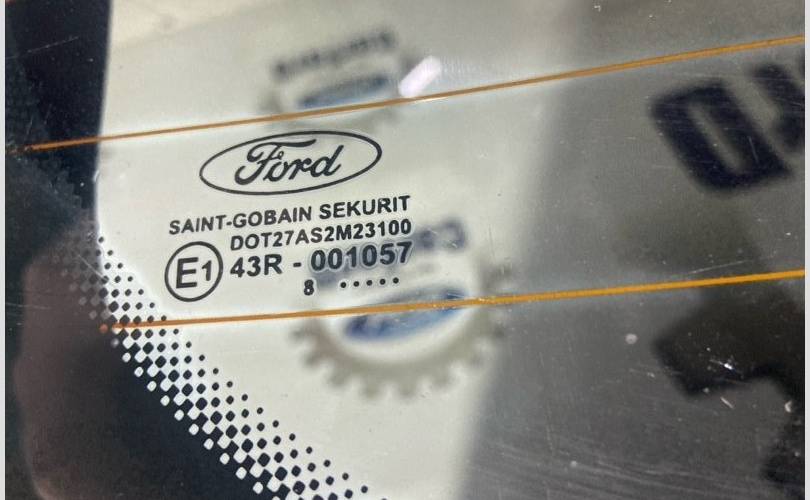 Ford
SAINT-GOBAIN SEKURIT
DOT27AS2M23100
E1 43R - 001057
8 .....